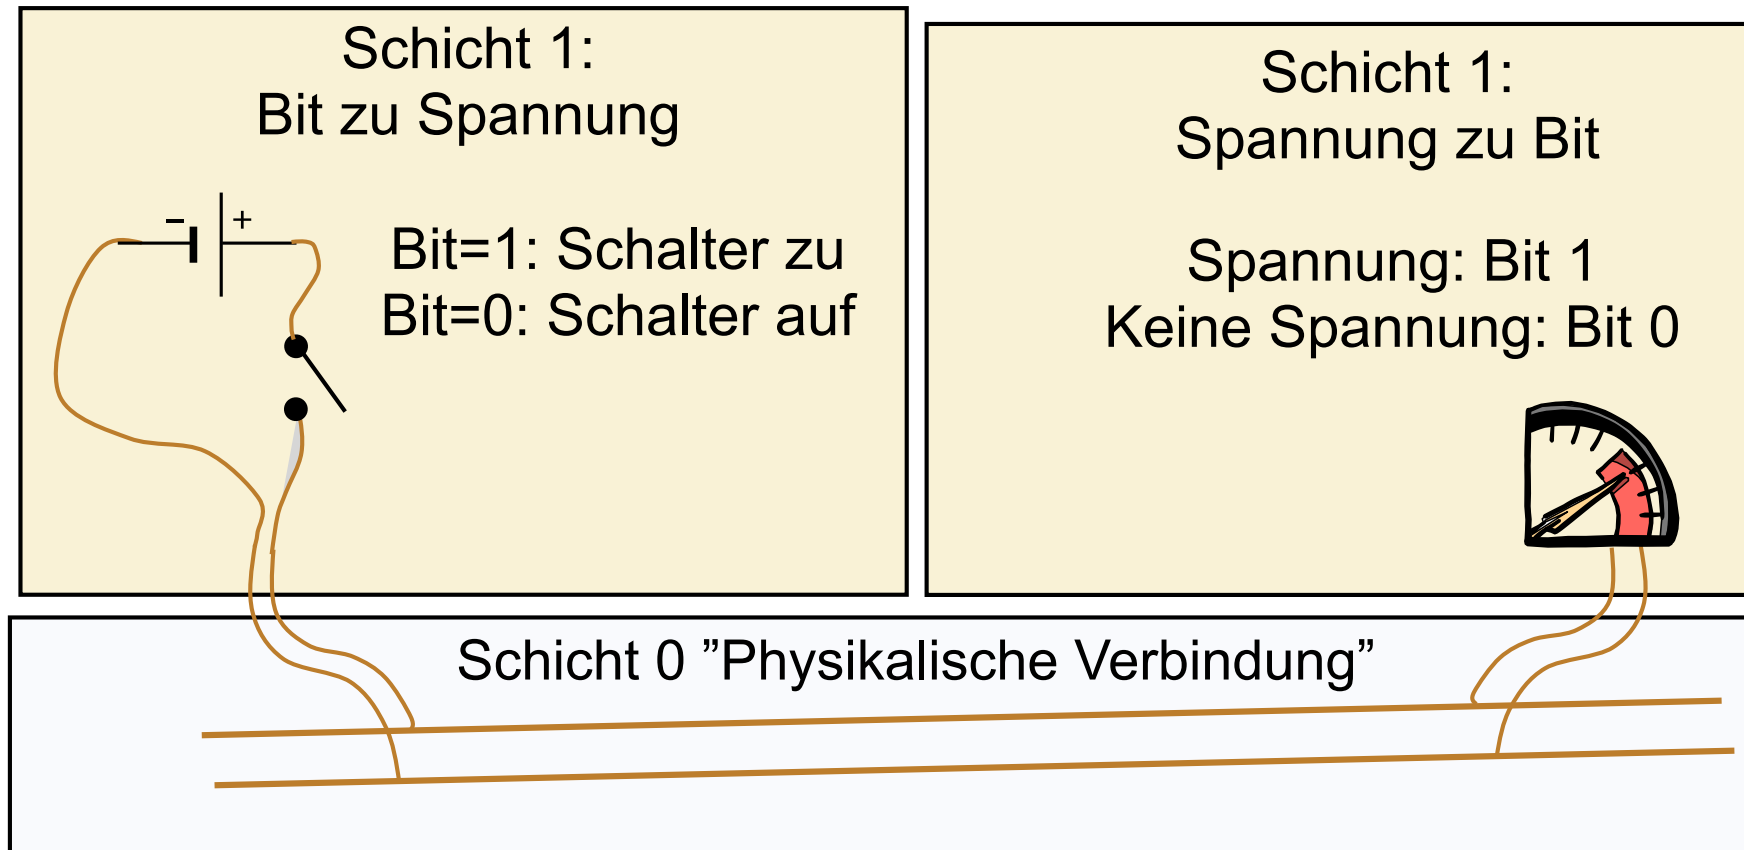 Schicht 1:
Bit zu Spannung
− +
Bit=1: Schalter zu
Bit=0: Schalter auf
Schicht 1:
Spannung zu Bit
Spannung: Bit 1
Keine Spannung: Bit 0
Schicht 0 ”Physikalische Verbindung”